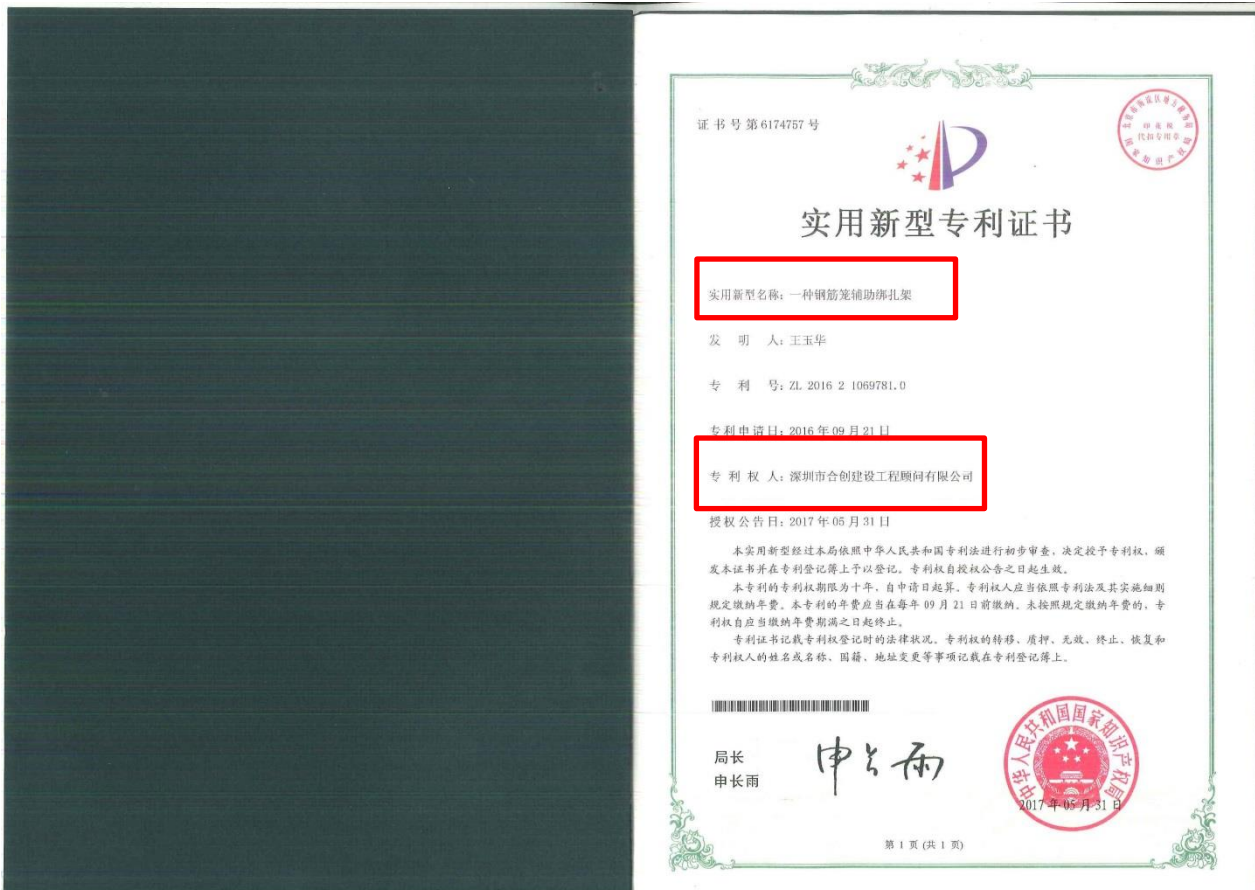 证书号第6174757号
印花税
代扣专用章
国家知识产权局
实用新型专利证书
实用新型名称：一种钢筋笼辅助绑扎架
发明人：王玉华
专利号：ZL 2016 2 1069781.0
专利申请日：2016年09月21日
专利权人：深圳市合创建设工程顾问有限公司
授权公告日：2017年05月31日
本实用新型经过本局依照中华人民共和国专利法进行初步审查，决定授予专利权，颁
发本证书并在专利登记簿上予以登记。专利权自授权公告之日起生效。
本专利的专利权期限为十年，自申请日起算。专利权人应当依照专利法及其实施细则
规定缴纳年费。本专利的年费应当在每年09月21日前缴纳。未按照规定缴纳年费的，专
利权自应当缴纳年费期满之日起终止。
专利证书记载专利权登记时的法律状况。专利权的转移、质押、无效、终止、恢复和
专利权人的姓名或名称、国籍、地址变更等事项记载在专利登记簿上。
局长
申长雨
申长雨
中华人民共和国国家知识产权局
2017年05月31日
第1页(共1页)